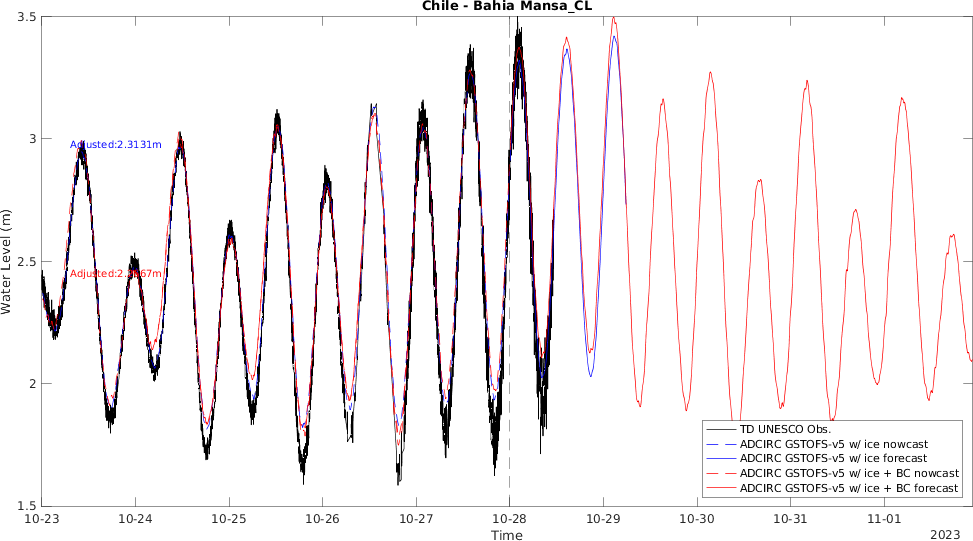 Chile - Bahia Mansa_CL
3.5
3
2.5
2
1.5
Water Level (m)
Adjusted:2.3131m
10-23
10-24
10-25
10-26
10-27
10-28
10-29
10-30
10-31
11-01
2023
Time
TD UNESCO Obs.
ADCIRC GSTOFS-v5 w/ ice nowcast
ADCIRC GSTOFS-v5 w/ ice forecast
ADCIRC GSTOFS-v5 w/ ice + BC nowcast
ADCIRC GSTOFS-v5 w/ ice + BC forecast